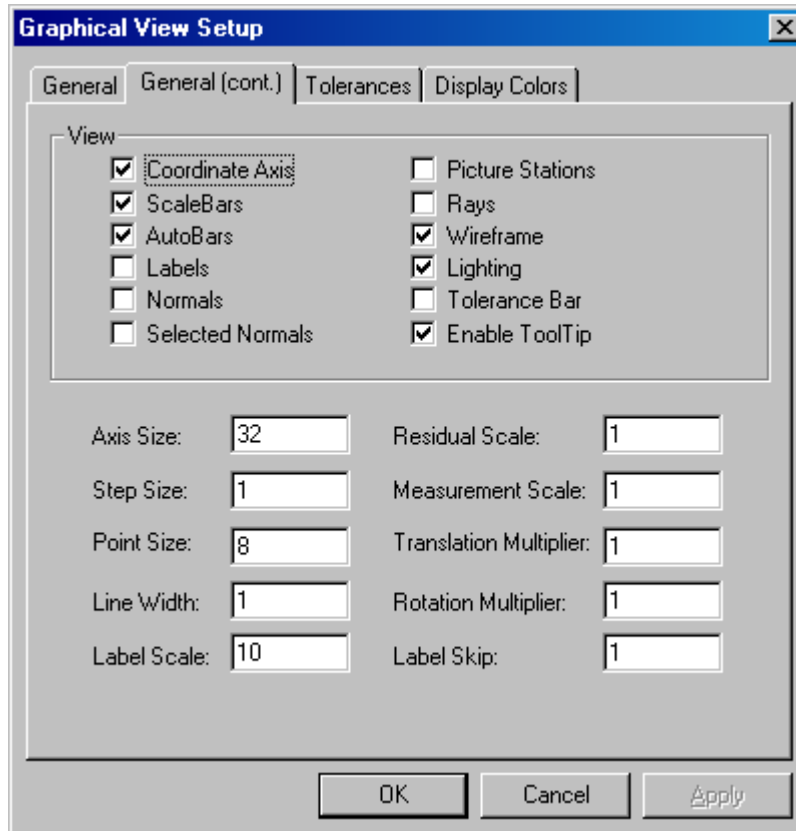 Graphical View Setup
General
General (cont.)
Tolerances
Display Colors
View
Coordinate Axis
ScaleBars
AutoBars
Labels
Normals
Selected Normals
Picture Stations
Rays
Wireframe
Lighting
Tolerance Bar
Enable ToolTip
Axis Size: 32
Step Size: 1
Point Size: 8
Line Width: 1
Label Scale: 10
Residual Scale: 1
Measurement Scale: 1
Translation Multiplier: 1
Rotation Multiplier: 1
Label Skip: 1
OK
Cancel
Apply